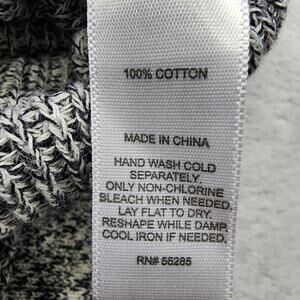 100% COTTON
MADE IN CHINA
HAND WASH COLD
SEPARATELY.
ONLY NON-CHLORINE
BLEACH WHEN NEEDED.
LAY FLAT TO DRY.
RESHAPE WHILE DAMP.
COOL IRON IF NEEDED.
RN# 55285